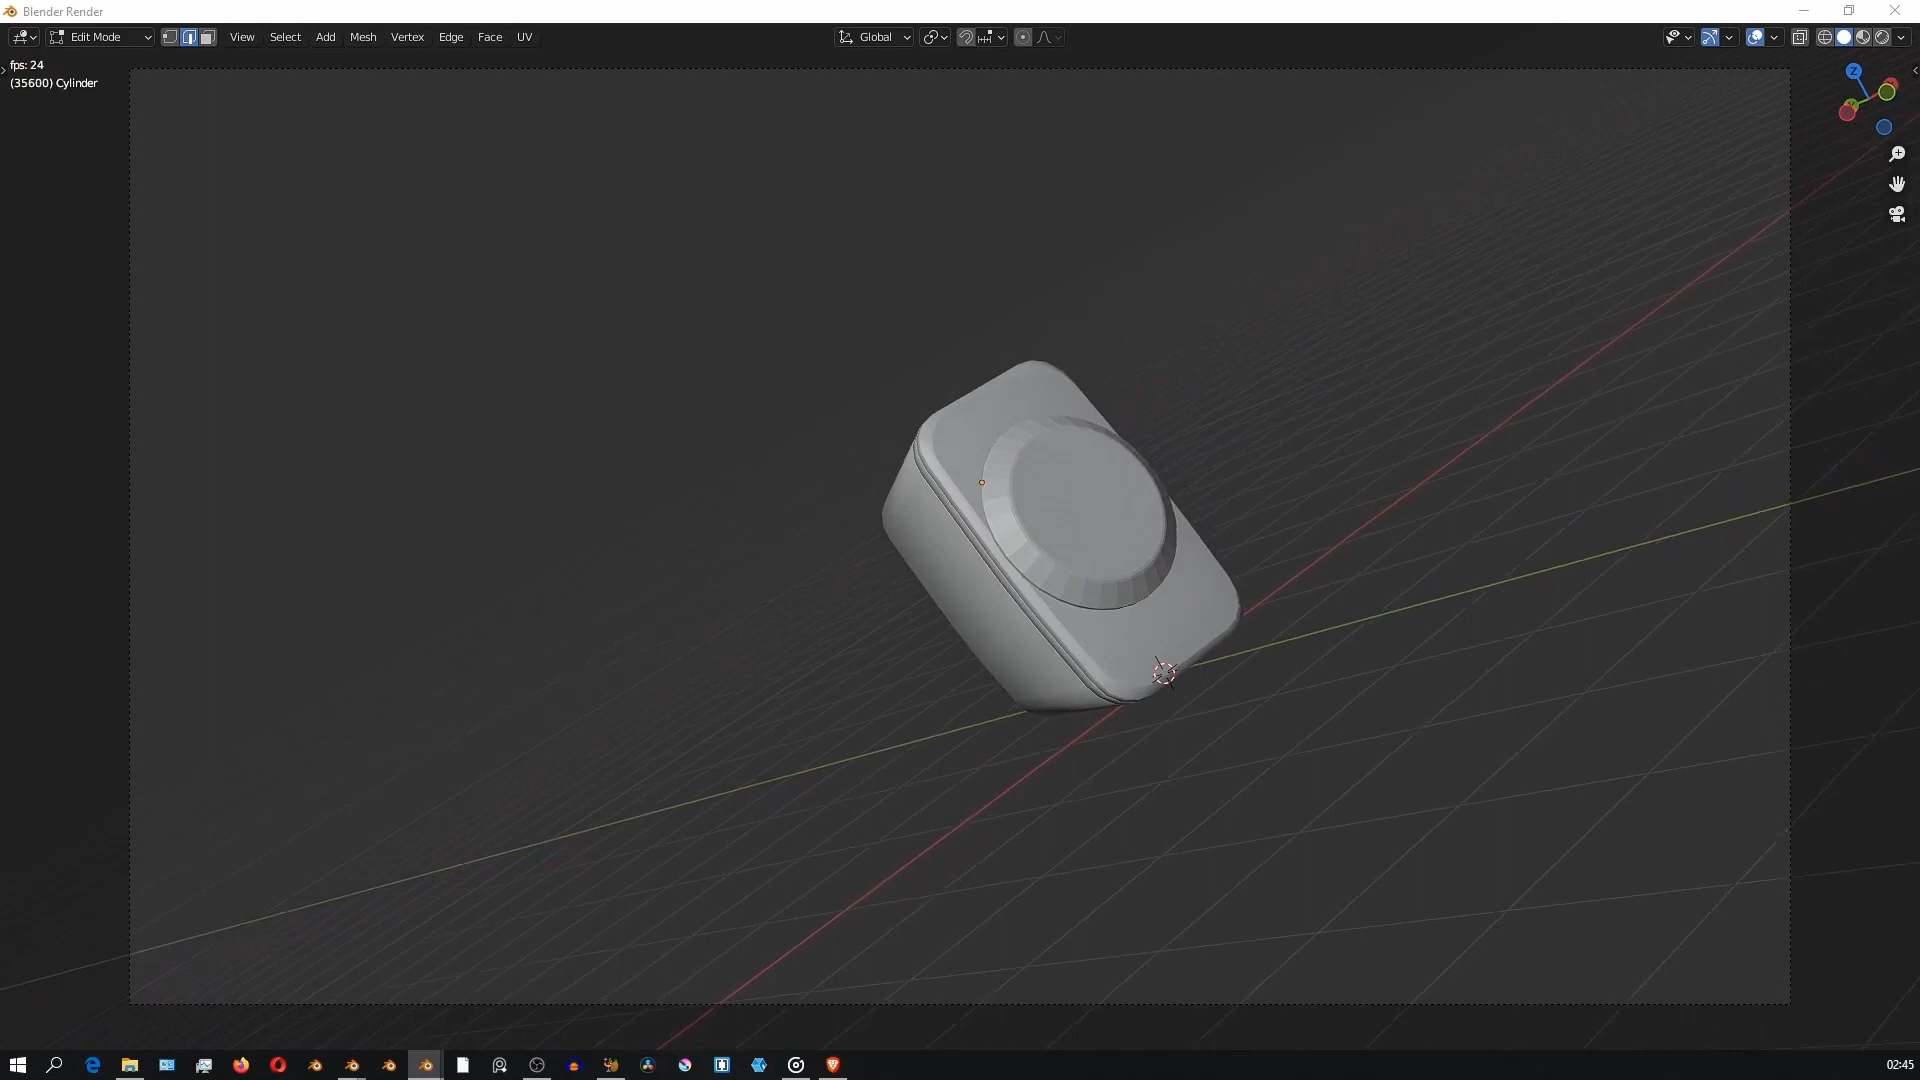 Blender Render
Edit Mode
View
Select
Add
Mesh
Vertex
Edge
Face
UV
Global
fps: 24
(35600) Cylinder
Z
02:45